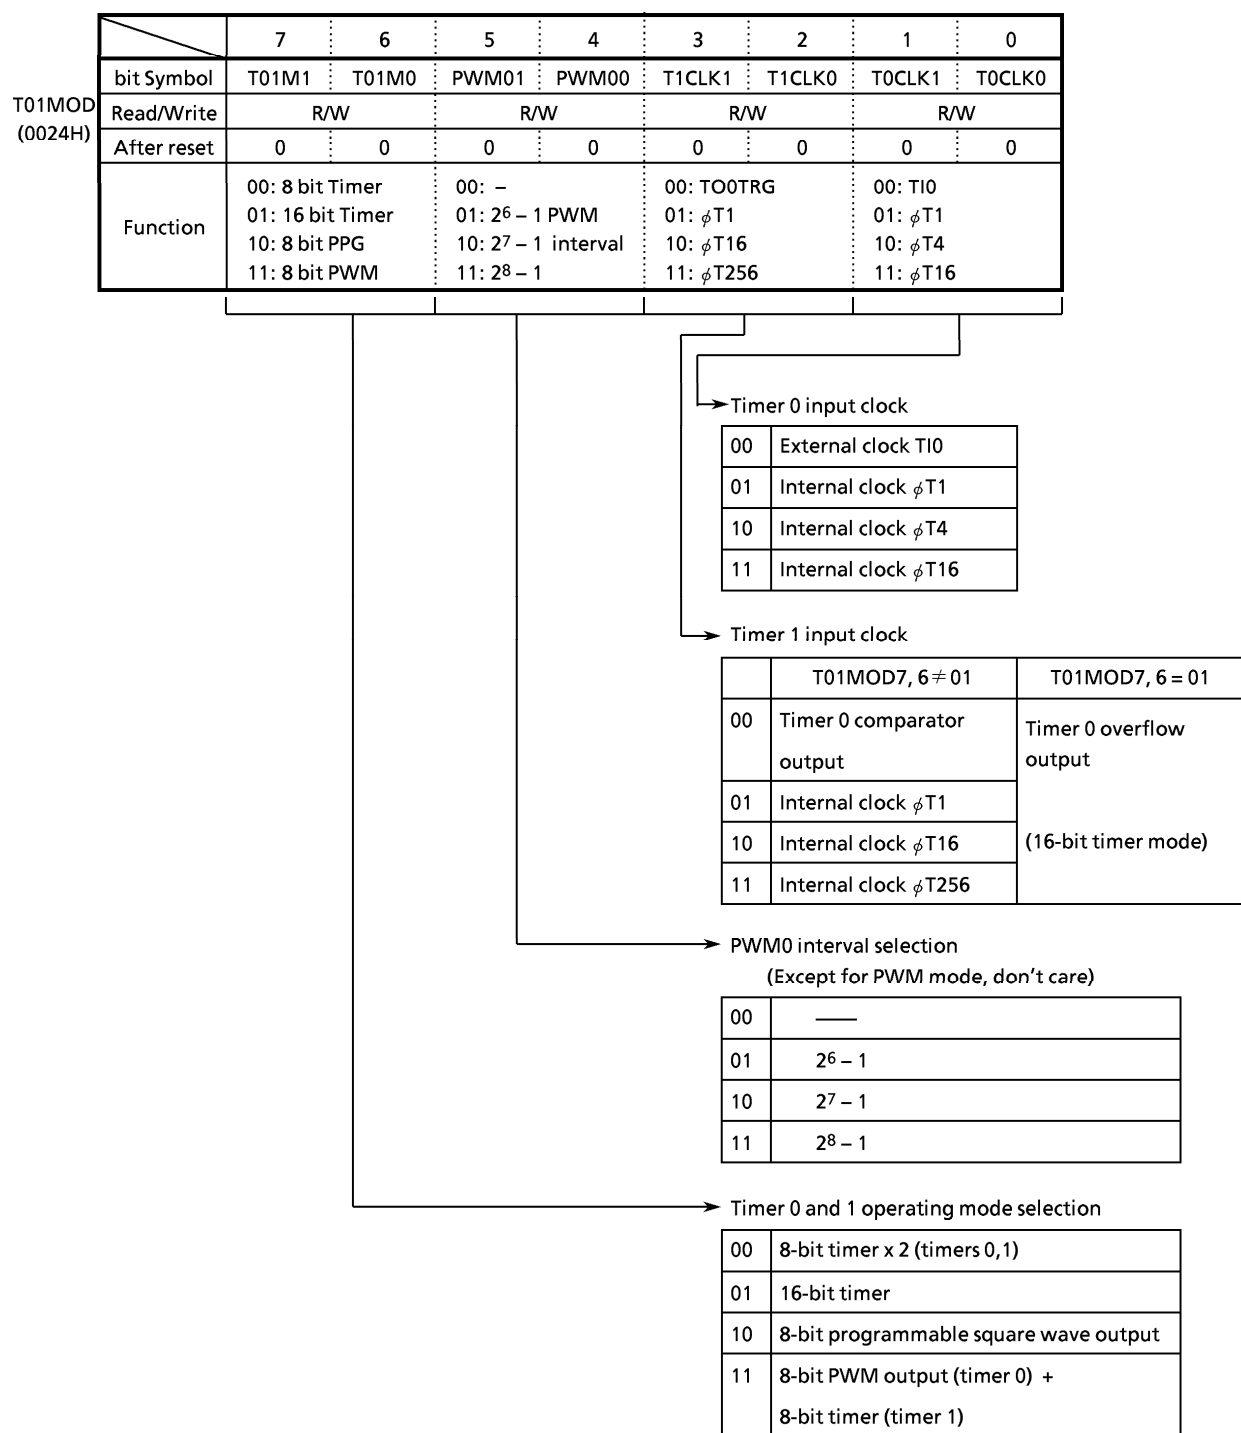 7 6 5 4 3 2 1 0
bit Symbol T01M1 T01M0 PWM01 PWM00 T1CLK1 T1CLK0 T0CLK1 T0CLK0
T01MOD
(0024H)
Read/Write R/W R/W R/W R/W
After reset 0 0 0 0 0 0 0 0
Function
00: 8 bit Timer 00: – 00: TO0TRG 00: TI0
01: 16 bit Timer 01: 2⁶ – 1 PWM 01: ϕT1 01: ϕT1
10: 8 bit PPG 10: 2⁷ – 1 interval 10: ϕT16 10: ϕT4
11: 8 bit PWM 11: 2⁸ – 1 11: ϕT256 11: ϕT16
Timer 0 input clock
00 External clock TI0
01 Internal clock ϕT1
10 Internal clock ϕT4
11 Internal clock ϕT16
Timer 1 input clock
T01MOD7, 6 ≠ 01 T01MOD7, 6 = 01
00 Timer 0 comparator
output
Timer 0 overflow
output
01 Internal clock ϕT1
10 Internal clock ϕT16 (16-bit timer mode)
11 Internal clock ϕT256
PWM0 interval selection
(Except for PWM mode, don't care)
00 ——
01 2⁶ – 1
10 2⁷ – 1
11 2⁸ – 1
Timer 0 and 1 operating mode selection
00 8-bit timer x 2 (timers 0,1)
01 16-bit timer
10 8-bit programmable square wave output
11 8-bit PWM output (timer 0) +
8-bit timer (timer 1)